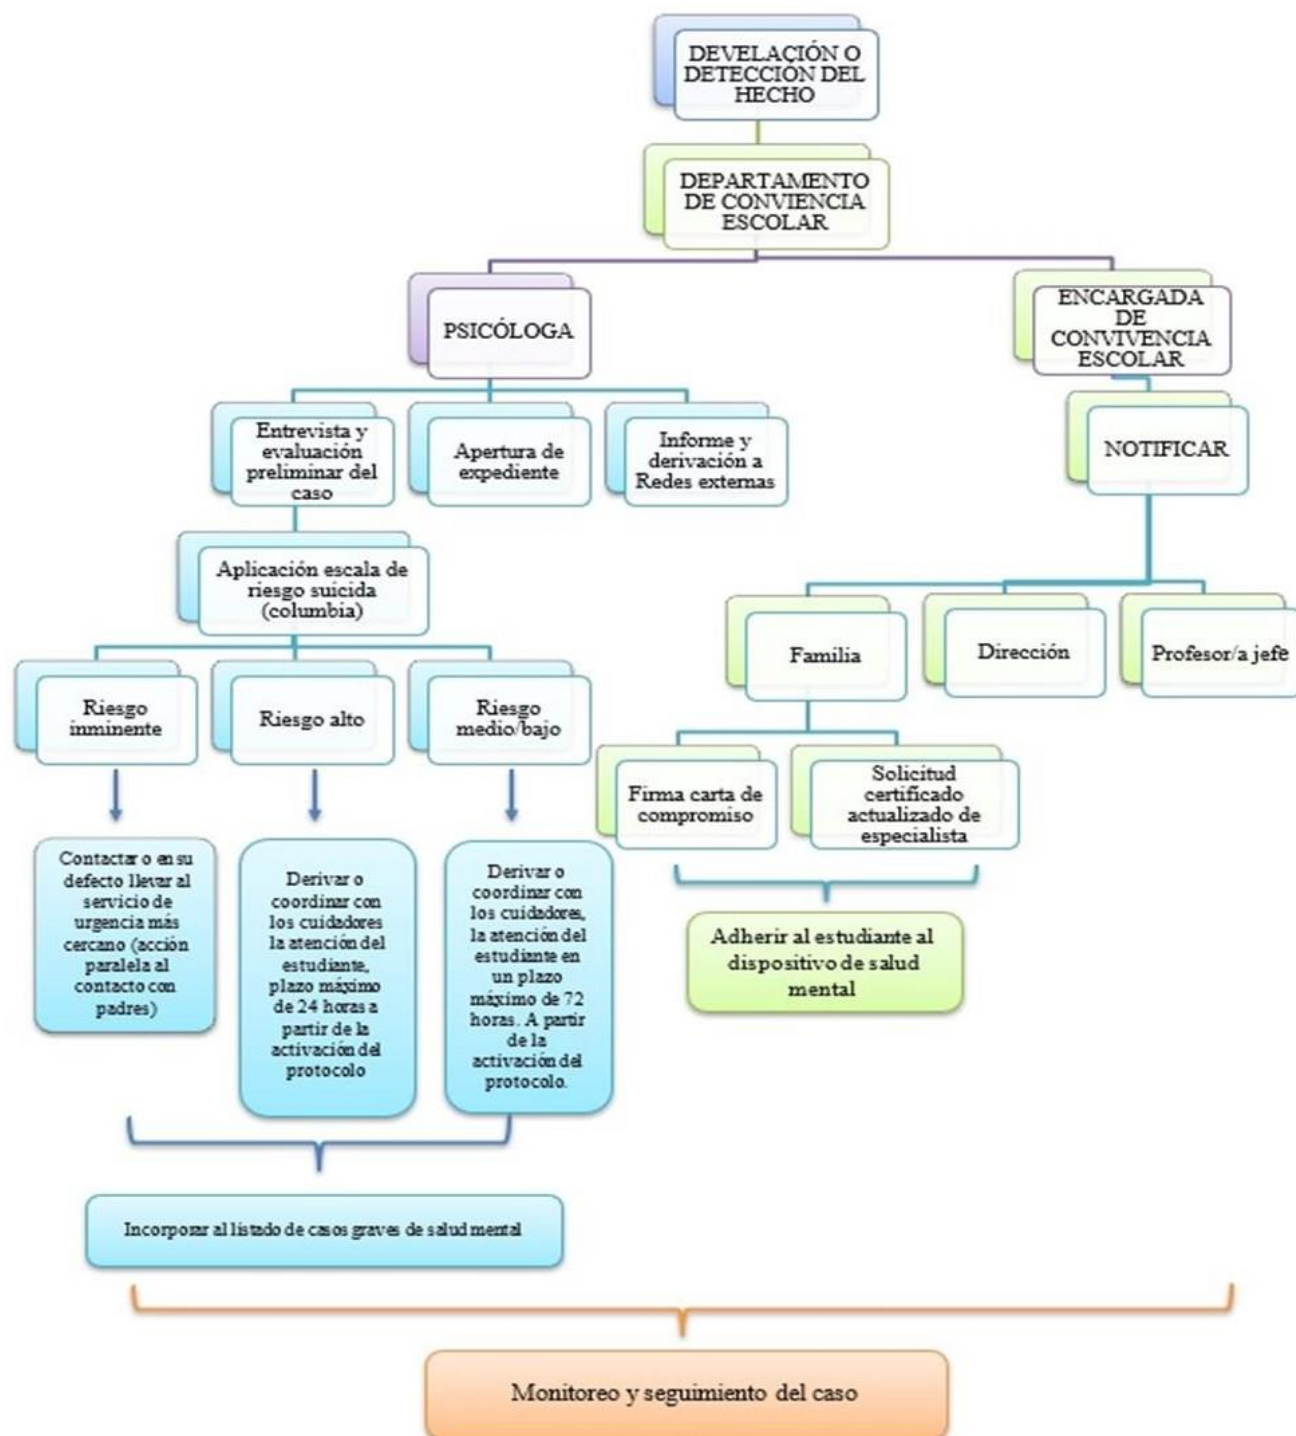 DEVELACIÓN O
DETECCIÓN DEL
HECHO
DEPARTAMENTO
DE CONVIENCIA
ESCOLAR
PSICÓLOGA
ENCARGADA
DE
CONVIVENCIA
ESCOLAR
Entrevista y
evaluación
preliminar del
caso
Apertura de
expediente
Informe y
derivación a
Redes externas
NOTIFICAR
Aplicación escala de
riesgo suicida
(columbia)
Familia
Dirección
Profesor/a jefe
Riesgo
inminente
Riesgo alto
Riesgo
medio/bajo
Firma carta de
compromiso
Solicitud
certificado
actualizado de
especialista
Contactar o en su
defecto llevar al
servicio de
urgencia más
cercano (acción
paralela al
contacto con
padres)
Derivar o
coordinar con
los cuidadores
la atención del
estudiante,
plazo máximo
de 24 horas a
partir de la
activación del
protocolo
Derivar o
coordinar con
los cuidadores,
la atención del
estudiante en
un plazo
máximo de 72
horas. A partir
de la
activación del
protocolo.
Adherir al estudiante al
dispositivo de salud
mental
Incorporar al listado de casos graves de salud mental
Monitoreo y seguimiento del caso